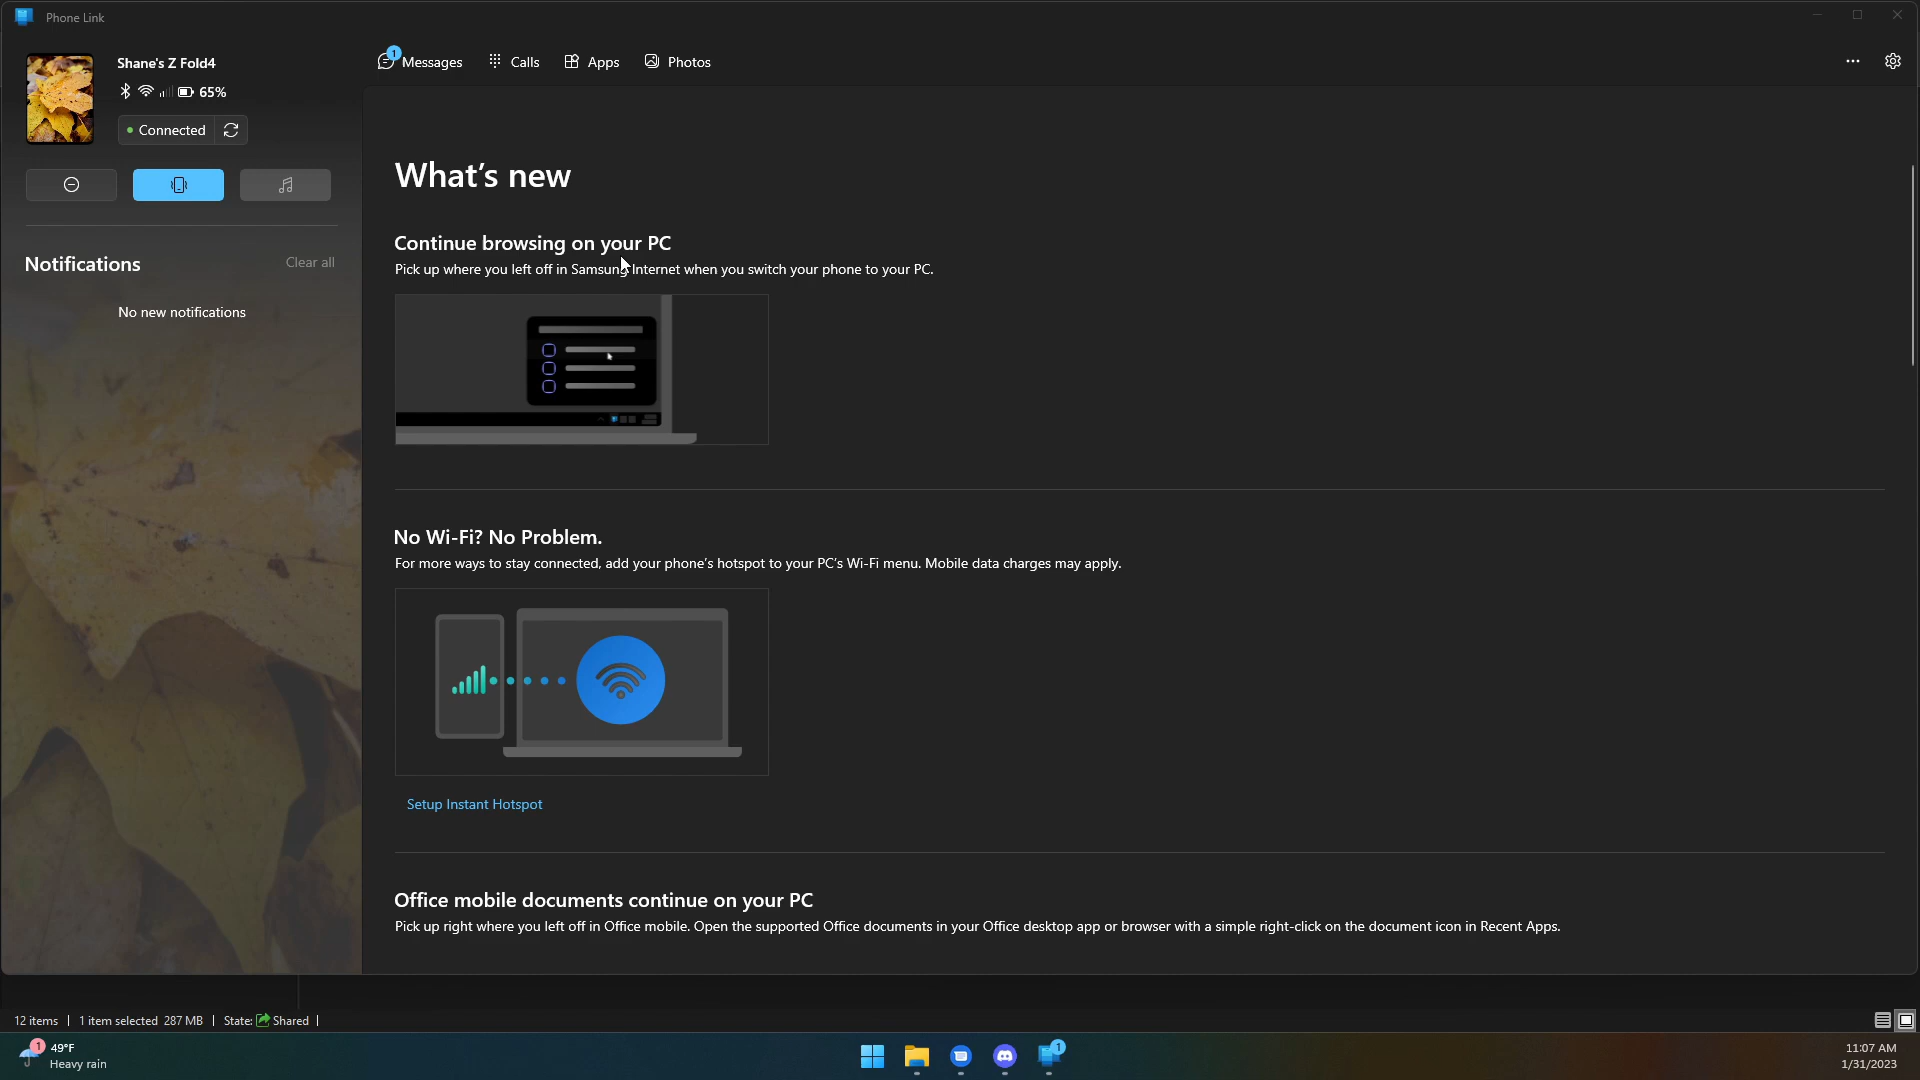 Phone Link
Shane's Z Fold4
65%
Connected
1
Messages
Calls
Apps
Photos
Notifications
Clear all
No new notifications
What's new
Continue browsing on your PC
Pick up where you left off in Samsung Internet when you switch your phone to your PC.
No Wi-Fi? No Problem.
For more ways to stay connected, add your phone's hotspot to your PC's Wi-Fi menu. Mobile data charges may apply.
Setup Instant Hotspot
Office mobile documents continue on your PC
Pick up right where you left off in Office mobile. Open the supported Office documents in your Office desktop app or browser with a simple right-click on the document icon in Recent Apps.
12 items | 1 item selected 287 MB | State: Shared |
1
49°F
Heavy rain
1
11:07 AM
1/31/2023